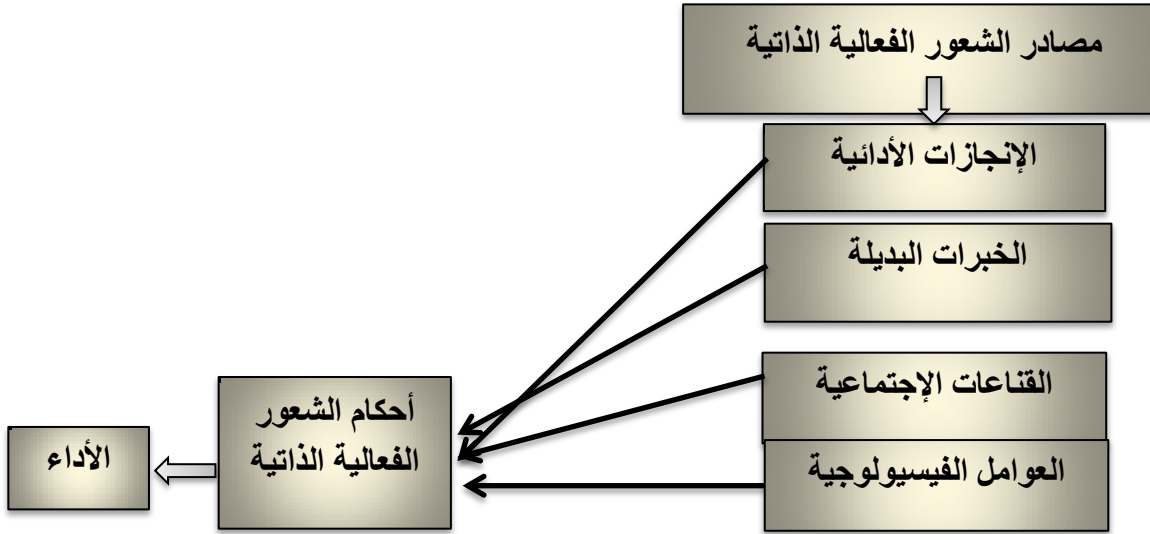 مصادر الشعور الفعالية الذاتية
الإنجازات الأدائية
الخبرات البديلة
القناعات الإجتماعية
العوامل الفيسيولوجية
أحكام الشعور
الفعالية الذاتية
الأداء